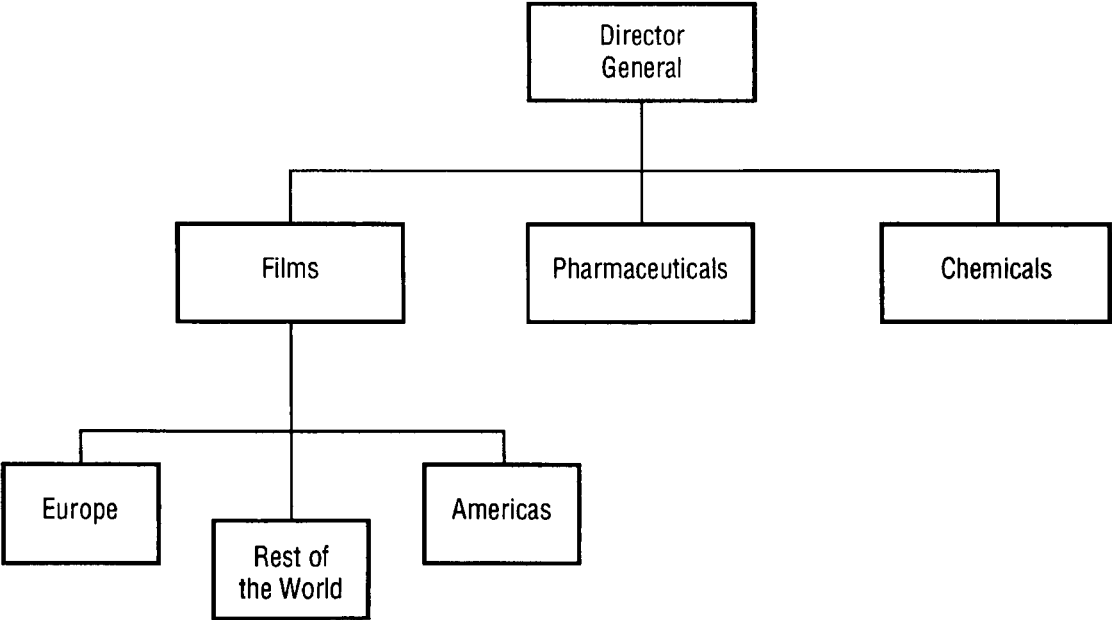 Director
General
Films
Pharmaceuticals
Chemicals
Europe
Americas
Rest of
the World